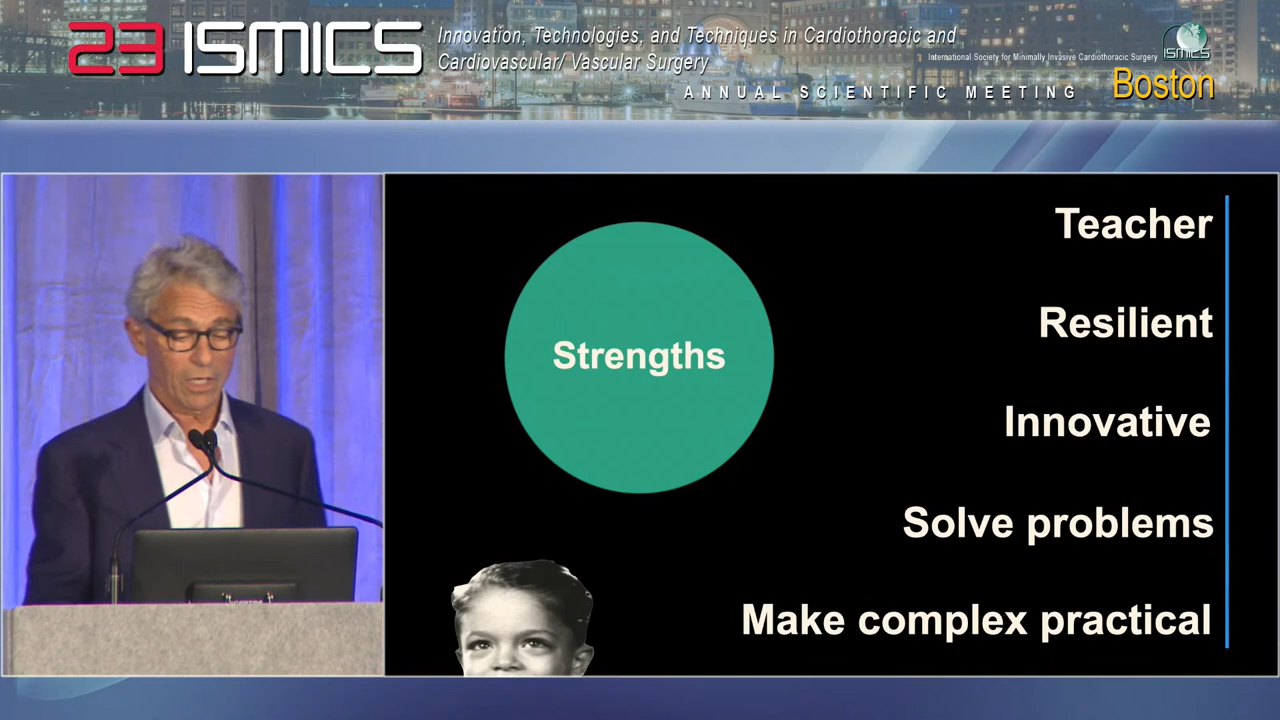 23 ISMICS
Innovation, Technologies, and Techniques in Cardiothoracic and
Cardiovascular/ Vascular Surgery
International Society for Minimally Invasive Cardiothoracic Surgery
ISMICS
ANNUAL SCIENTIFIC MEETING
Boston
Strengths
Teacher
Resilient
Innovative
Solve problems
Make complex practical